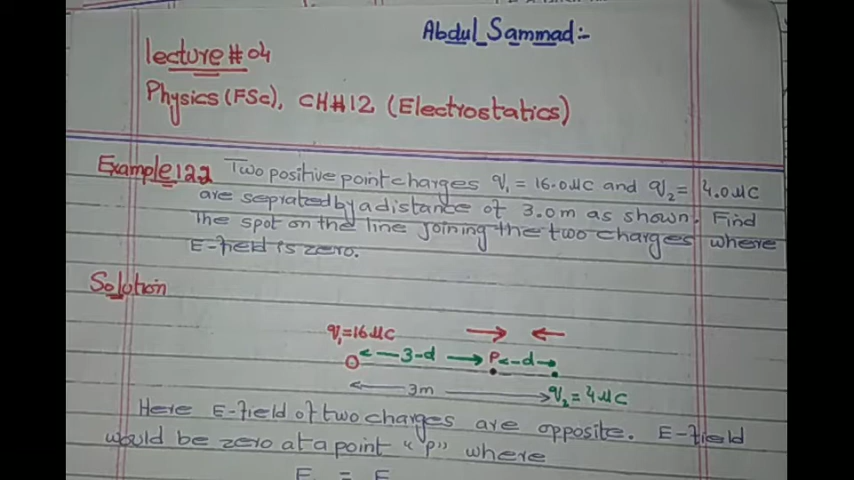 Abdul Sammad:-
lecture # 04
Physics (FSc), CH#12 (Electrostatics)
Example 12.2 Two positive point charges q₁ = 16.0 µC and q₂ = 4.0 µC
are seprated by a distance of 3.0 m as shown. Find
The spot on the line joining the two charges where
E-field is zero.
Solution
q₁=16 µC
3-d P d
3m q₂ = 4 µC
Here E-field of two charges are opposite. E-field
would be zero at a point "P" where
E = E